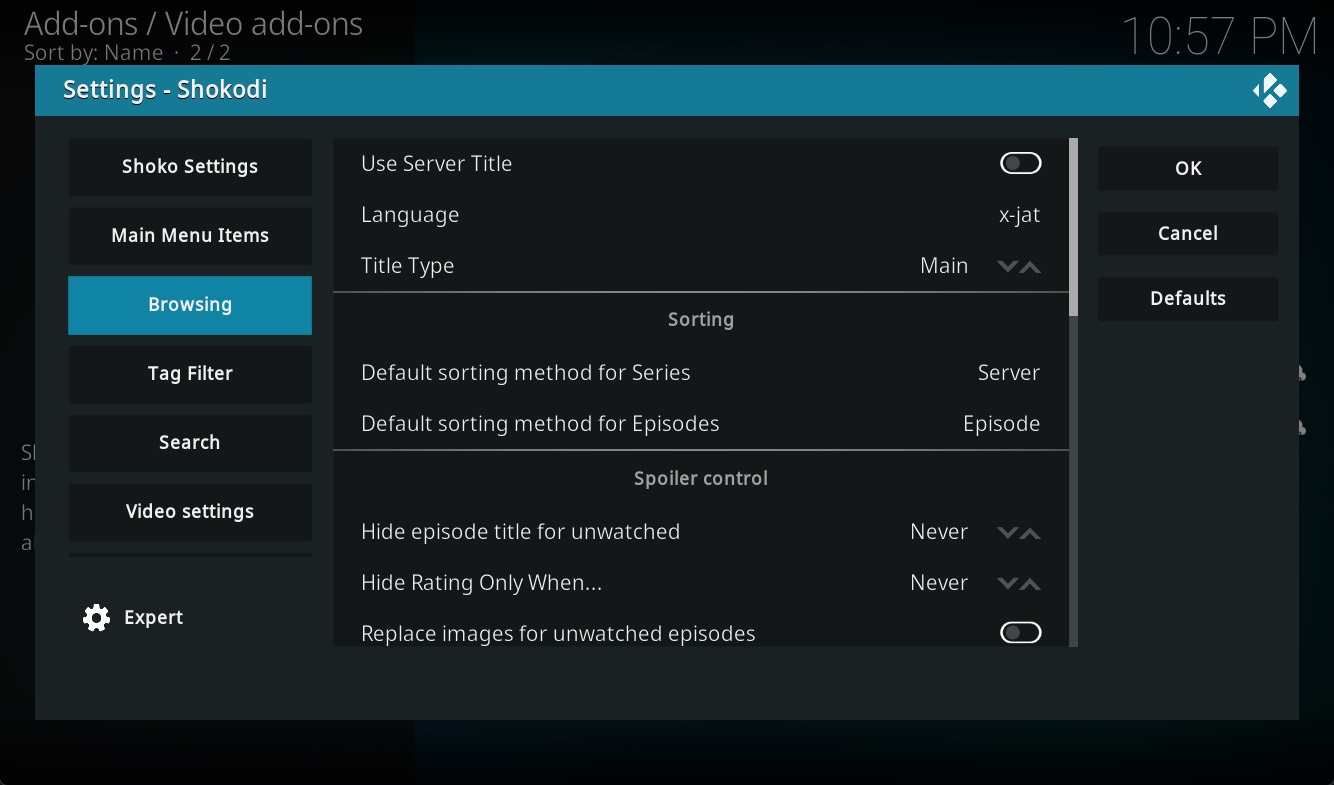 Add-ons / Video add-ons
Sort by: Name · 2 / 2
10:57 PM
Settings - Shokodi
Shoko Settings
Main Menu Items
Browsing
Tag Filter
Search
Video settings
Expert
Use Server Title
Language x-jat
Title Type Main
Sorting
Default sorting method for Series Server
Default sorting method for Episodes Episode
Spoiler control
Hide episode title for unwatched Never
Hide Rating Only When... Never
Replace images for unwatched episodes
OK
Cancel
Defaults